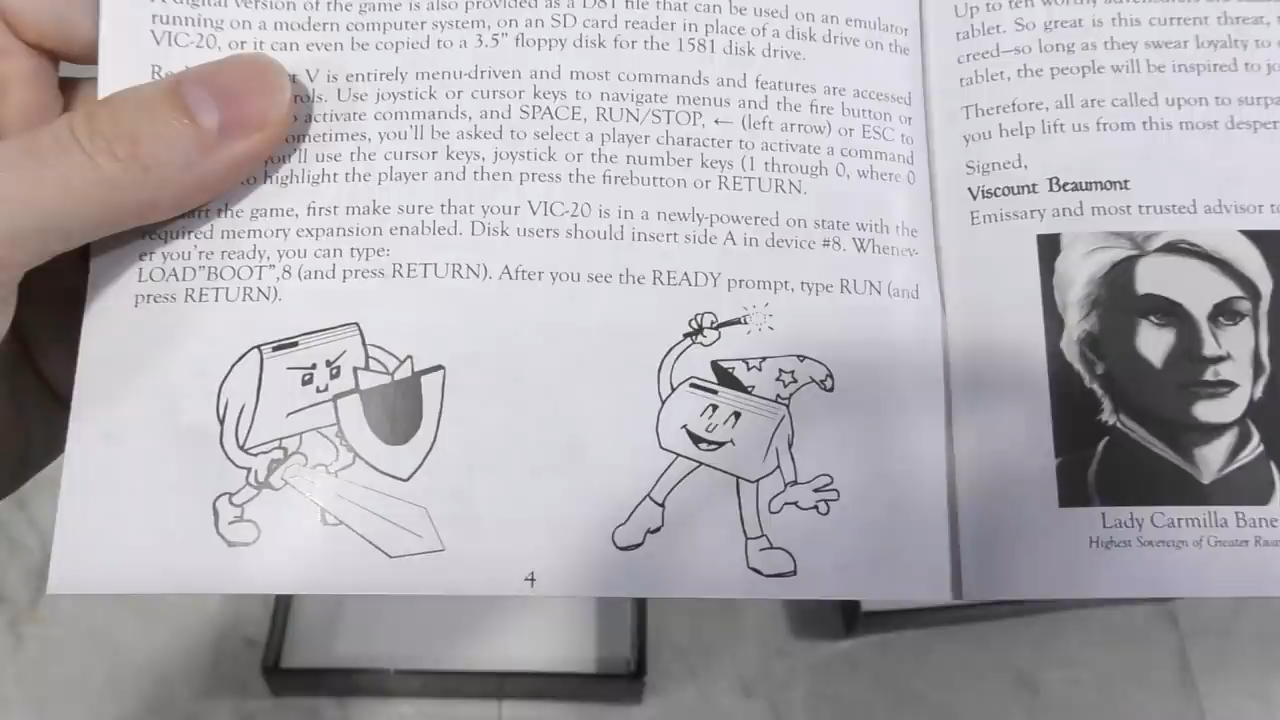 A digital version of the game is also provided as a D81 file that can be used on an emulator
running on a modern computer system, on an SD card reader in place of a disk drive on the
VIC-20, or it can even be copied to a 3.5” floppy disk for the 1581 disk drive.
V is entirely menu-driven and most commands and features are accessed
Use joystick or cursor keys to navigate menus and the fire button or
activate commands, and SPACE, RUN/STOP, ← (left arrow) or ESC to
you'll be asked to select a player character to activate a command
you'll use the cursor keys, joystick or the number keys (1 through 0, where 0
highlight the player and then press the firebutton or RETURN.
the game, first make sure that your VIC-20 is in a newly-powered on state with the
required memory expansion enabled. Disk users should insert side A in device #8. Whenev-
er you're ready, you can type:
LOAD"BOOT",8 (and press RETURN). After you see the READY prompt, type RUN (and
press RETURN).
4
Up to ten
tablet. So great is this current threat,
creed—so long as they swear loyalty to
tablet, the people will be inspired to
Therefore, all are called upon to
you help lift us from this most
Signed,
Viscount Beaumont
Emissary and most trusted advisor
Lady Carmilla Bane
Highest Sovereign of Greater